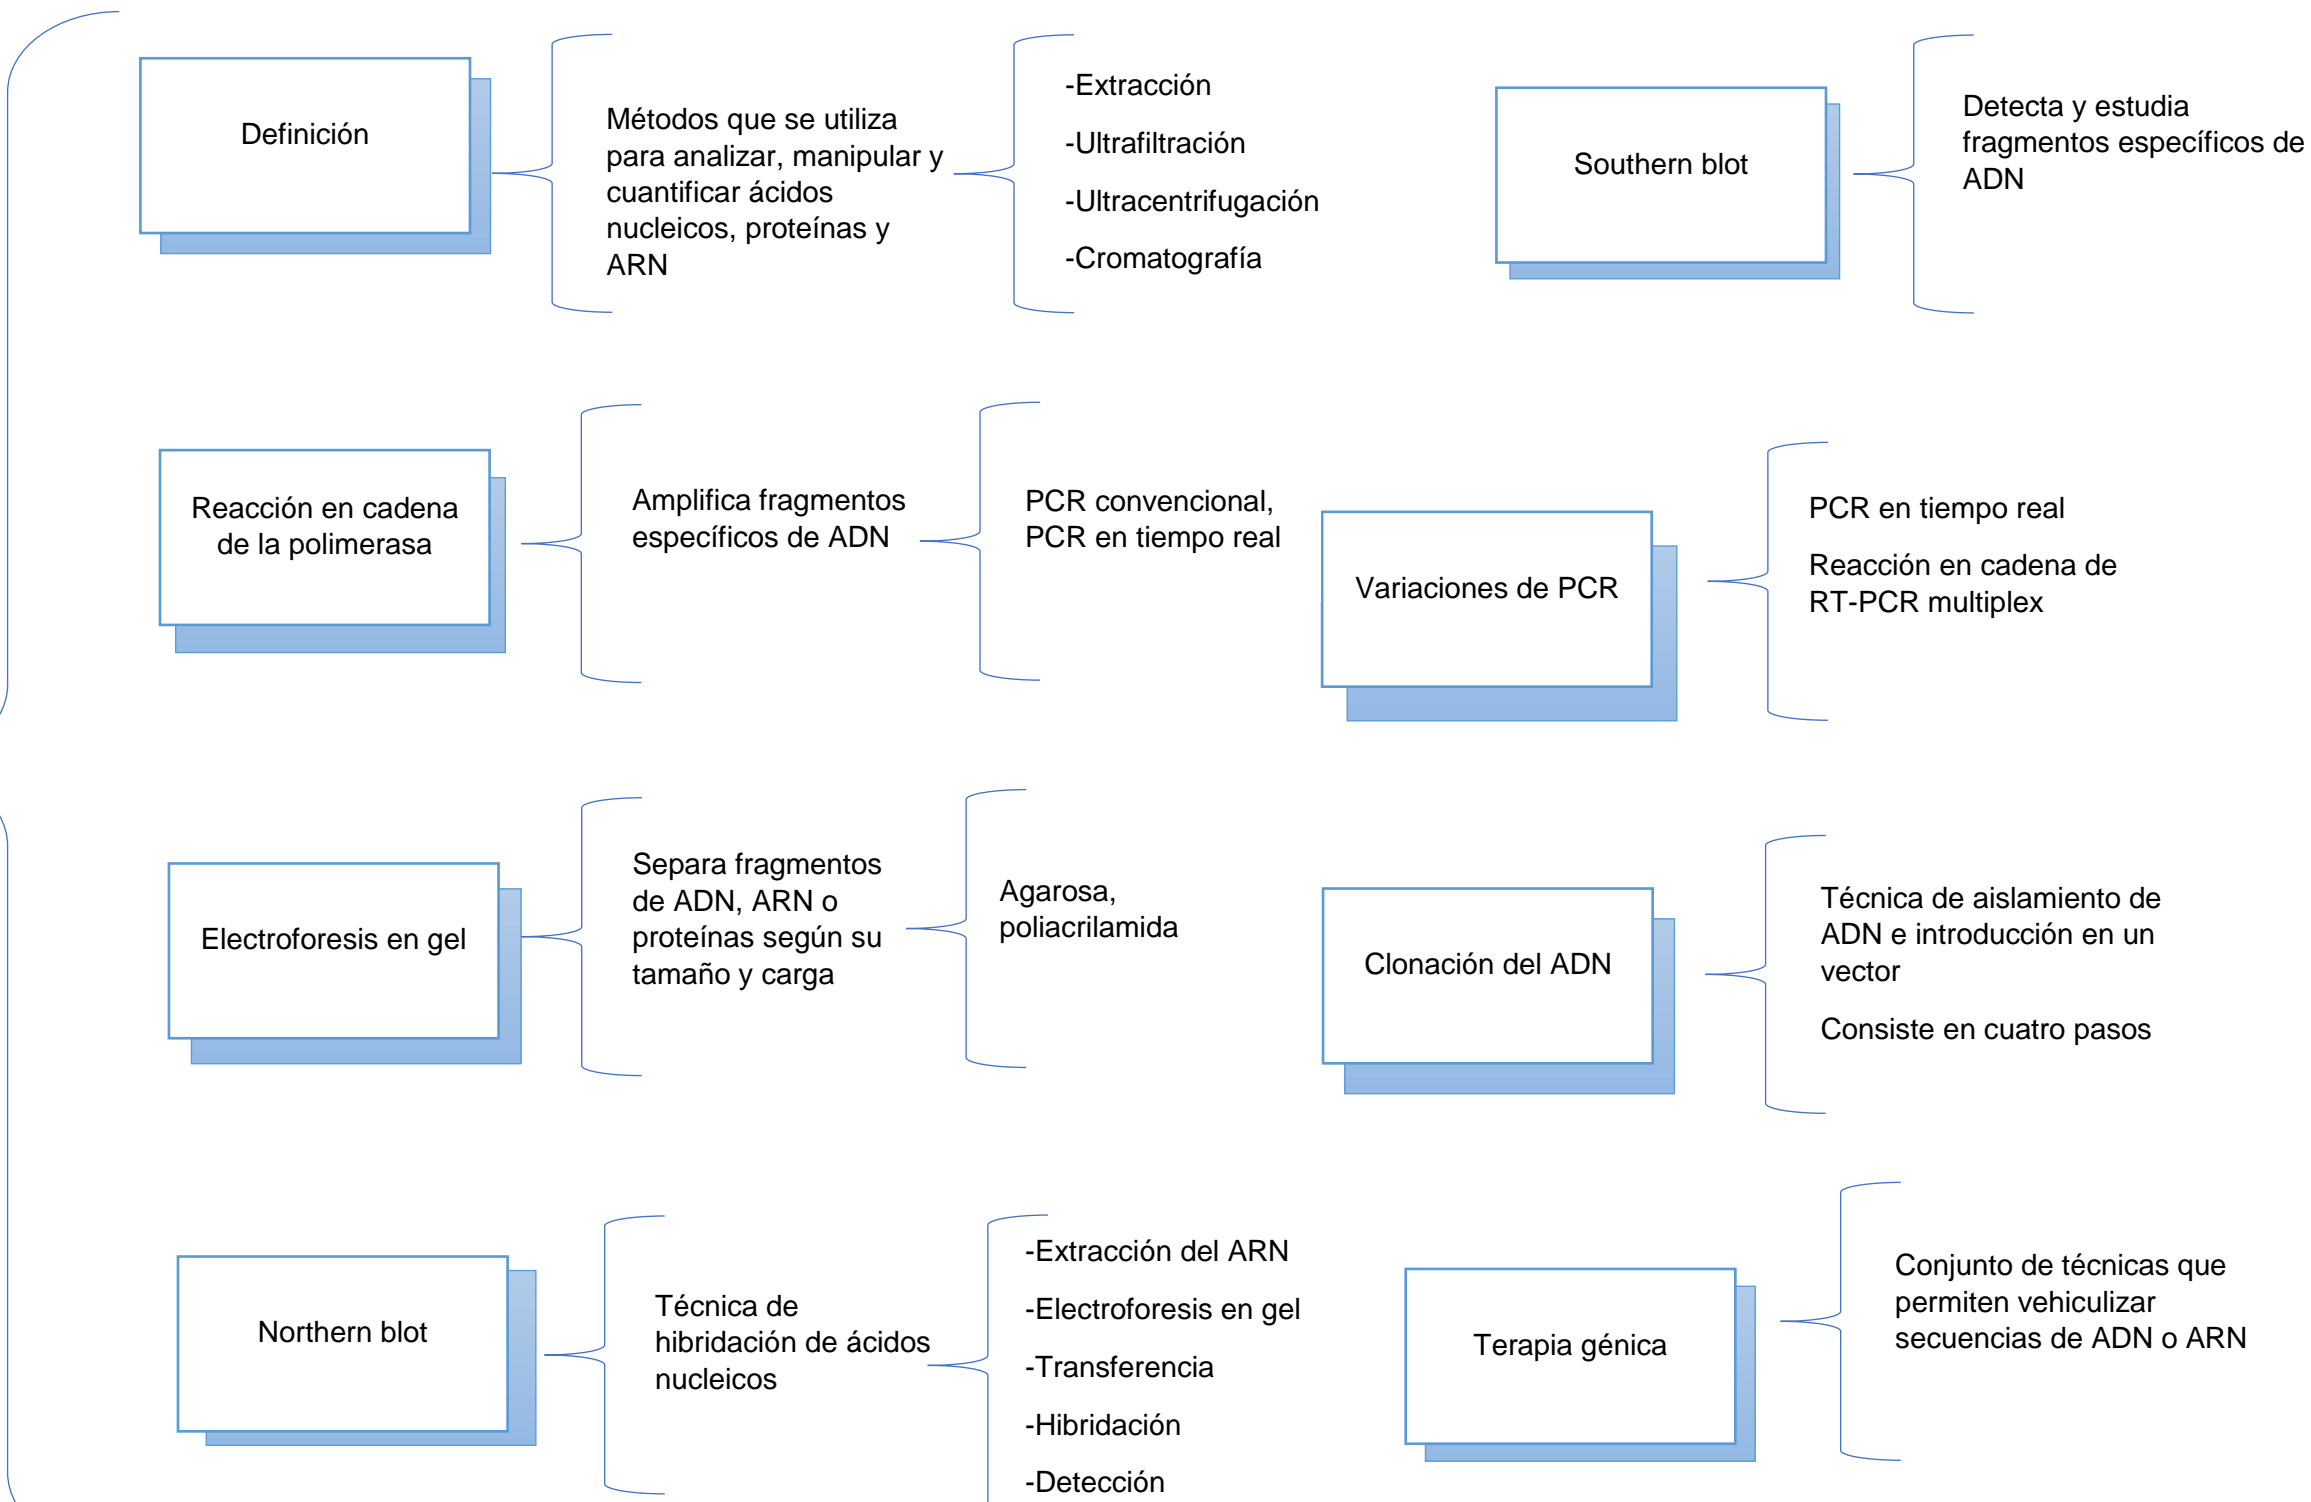 Definición
Métodos que se utiliza
para analizar, manipular y
cuantificar ácidos
nucleicos, proteínas y
ARN
-Extracción
-Ultrafiltración
-Ultracentrifugación
-Cromatografía
Southern blot
Detecta y estudia
fragmentos específicos de
ADN
Reacción en cadena
de la polimerasa
Amplifica fragmentos
específicos de ADN
PCR convencional,
PCR en tiempo real
Variaciones de PCR
PCR en tiempo real
Reacción en cadena de
RT-PCR multiplex
Electroforesis en gel
Separa fragmentos
de ADN, ARN o
proteínas según su
tamaño y carga
Agarosa,
poliacrilamida
Clonación del ADN
Técnica de aislamiento de
ADN e introducción en un
vector
Consiste en cuatro pasos
Northern blot
Técnica de
hibridación de ácidos
nucleicos
-Extracción del ARN
-Electroforesis en gel
-Transferencia
-Hibridación
-Detección
Terapia génica
Conjunto de técnicas que
permiten vehiculizar
secuencias de ADN o ARN